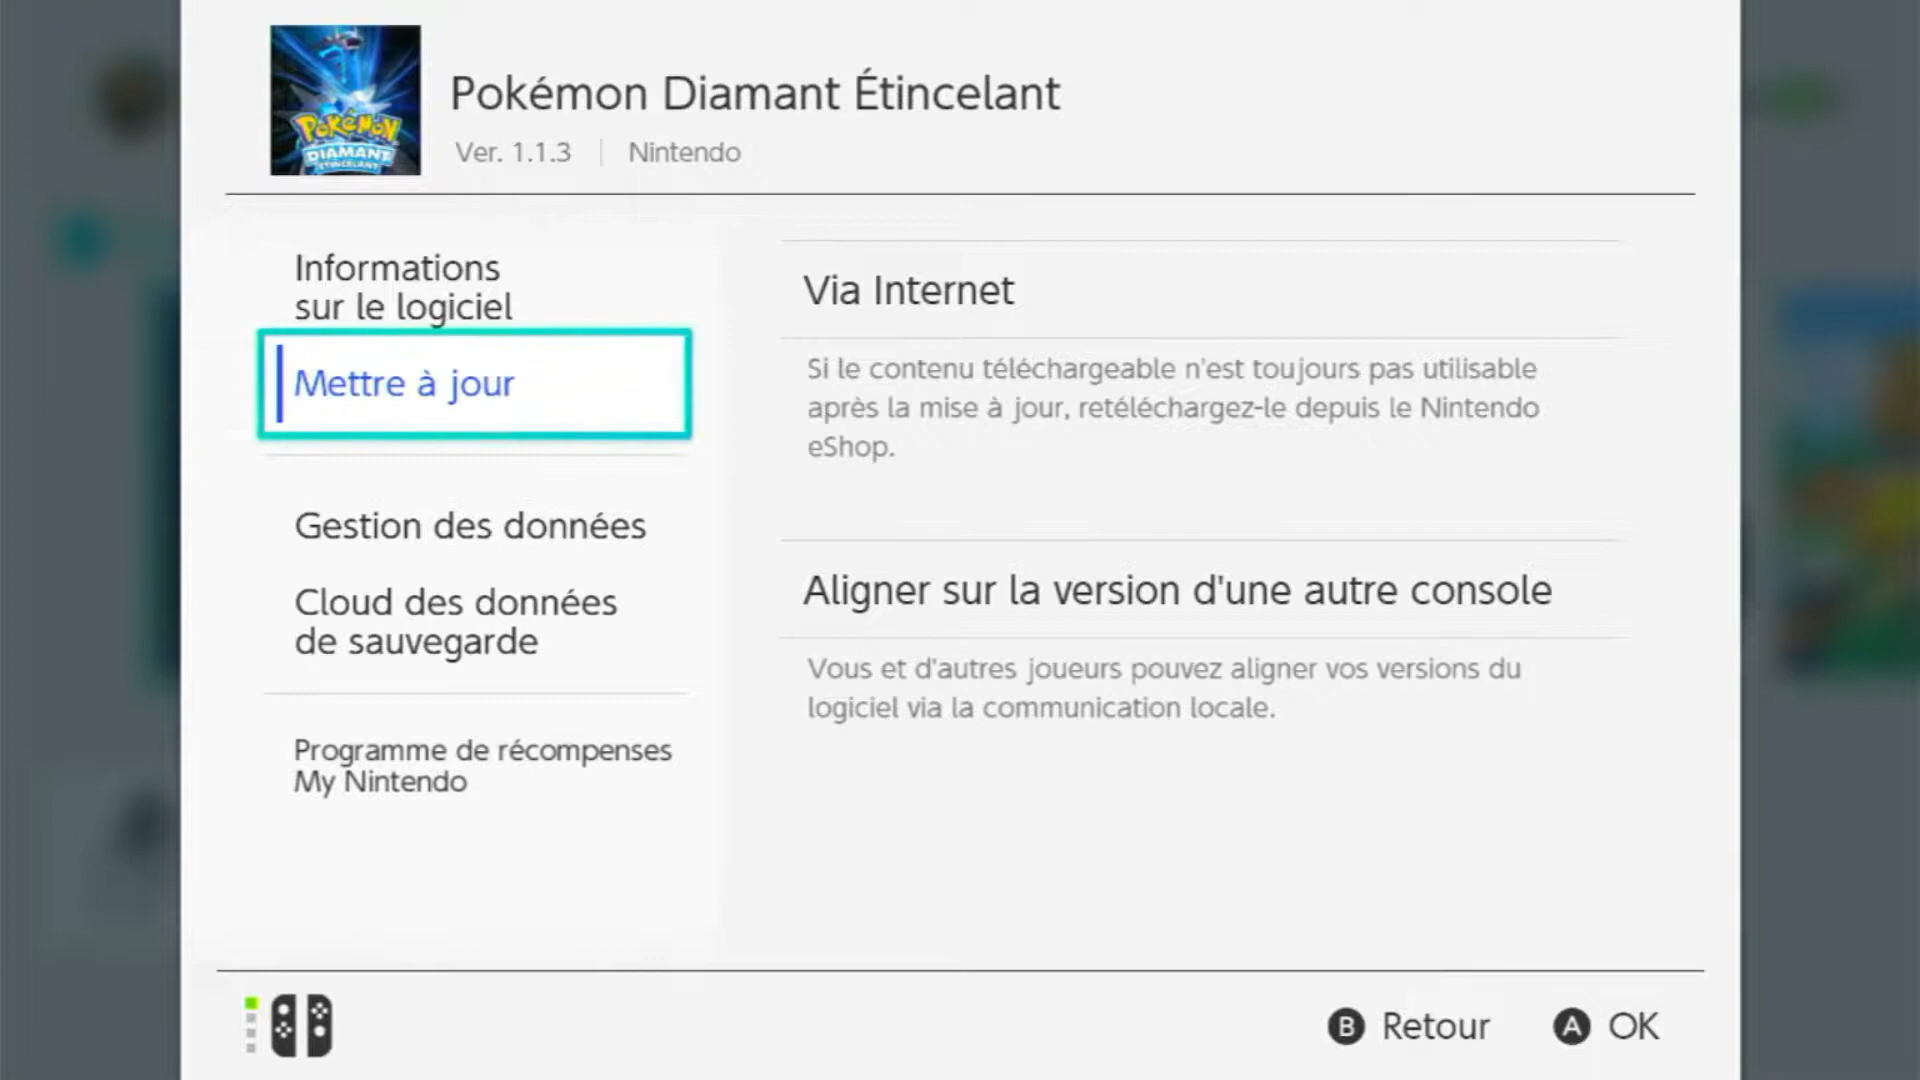 POKÉMON
DIAMANT
ÉTINCELANT
Pokémon Diamant Étincelant
Ver. 1.1.3
Nintendo
Informations
sur le logiciel
Mettre à jour
Gestion des données
Cloud des données
de sauvegarde
Programme de récompenses
My Nintendo
Via Internet
Si le contenu téléchargeable n'est toujours pas utilisable
après la mise à jour, retéléchargez-le depuis le Nintendo
eShop.
Aligner sur la version d'une autre console
Vous et d'autres joueurs pouvez aligner vos versions du
logiciel via la communication locale.
B Retour
A OK